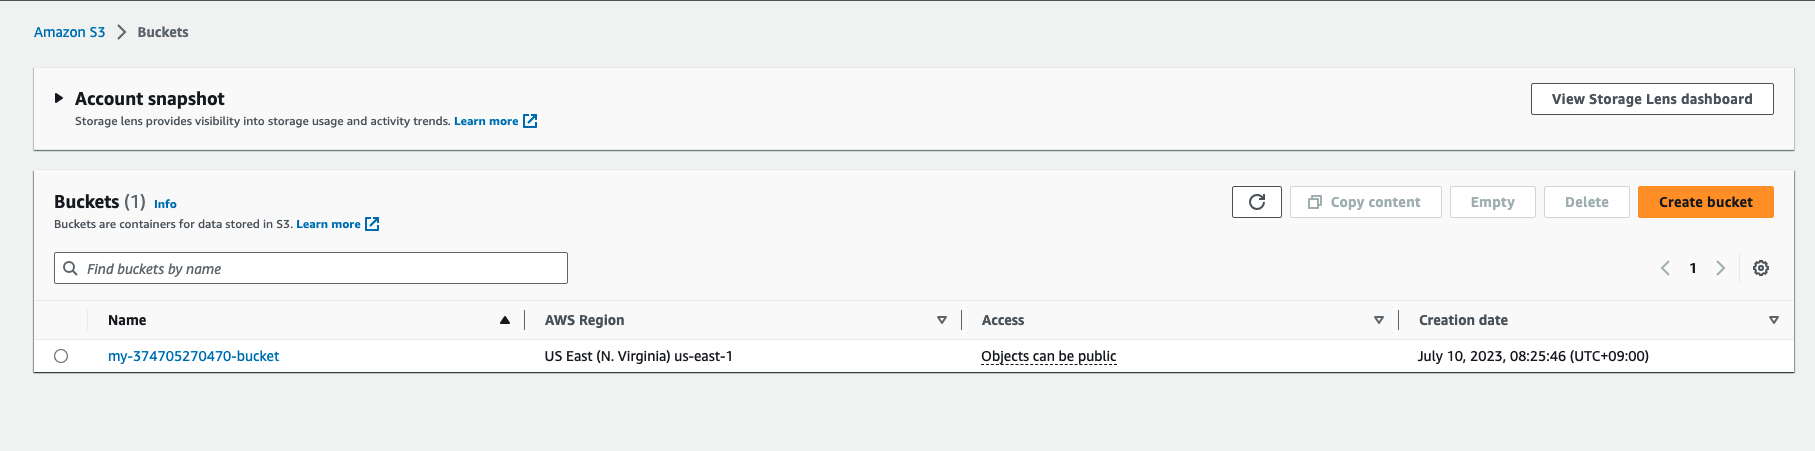 Amazon S3 > Buckets
Account snapshot
View Storage Lens dashboard
Storage lens provides visibility into storage usage and activity trends. Learn more
Buckets (1) Info
Copy content Empty Delete Create bucket
Buckets are containers for data stored in S3. Learn more
Find buckets by name
1
Name AWS Region Access Creation date
my-374705270470-bucket US East (N. Virginia) us-east-1 Objects can be public July 10, 2023, 08:25:46 (UTC+09:00)